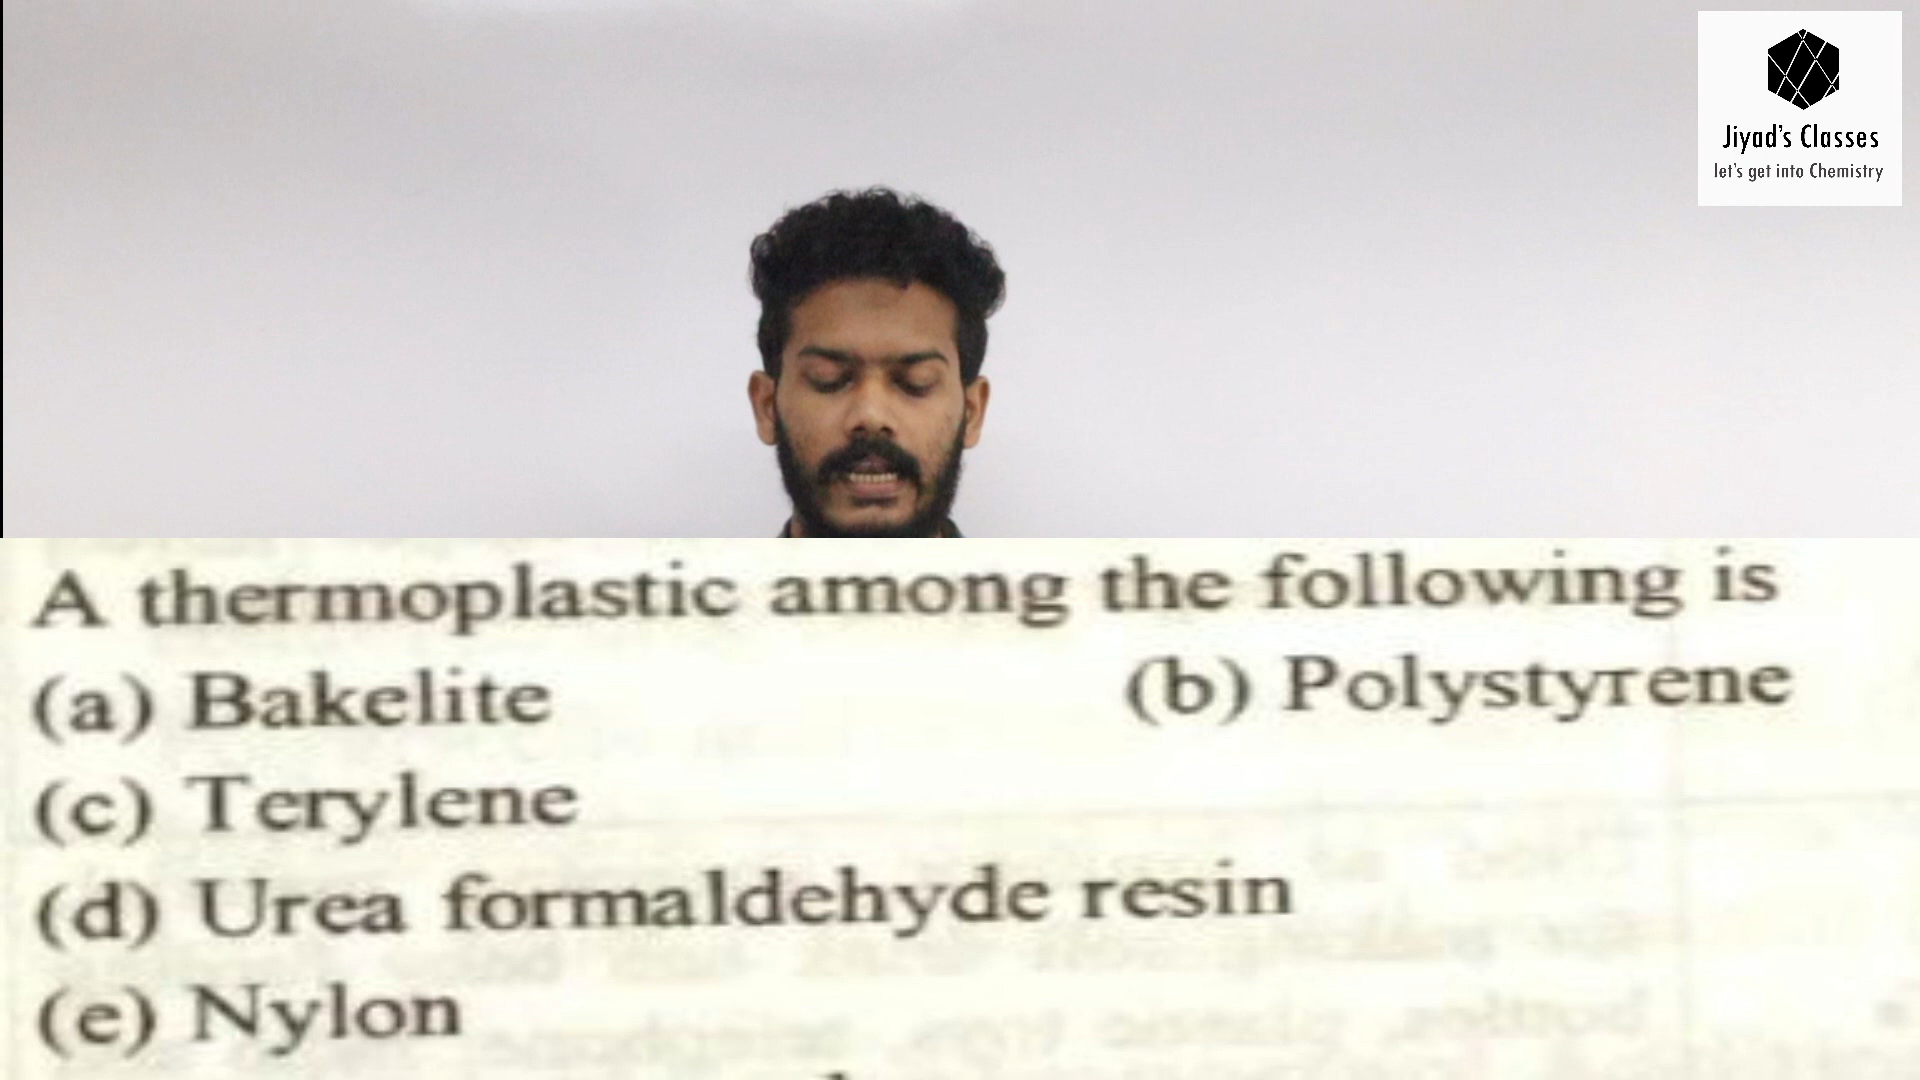 Jiyad's Classes
let's get into Chemistry
A thermoplastic among the following is
(a) Bakelite (b) Polystyrene
(c) Terylene
(d) Urea formaldehyde resin
(e) Nylon